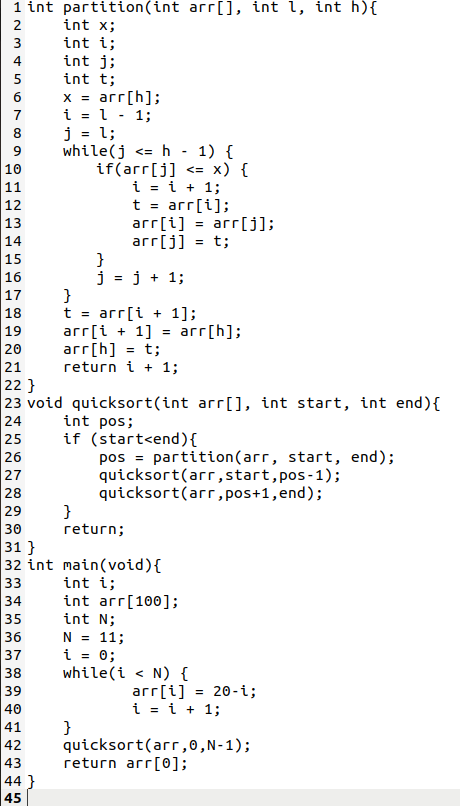 1 int partition(int arr[], int l, int h){
2     int x;
3     int i;
4     int j;
5     int t;
6     x = arr[h];
7     i = l - 1;
8     j = l;
9     while(j <= h - 1) {
10         if(arr[j] <= x) {
11             i = i + 1;
12             t = arr[i];
13             arr[i] = arr[j];
14             arr[j] = t;
15         }
16         j = j + 1;
17     }
18     t = arr[i + 1];
19     arr[i + 1] = arr[h];
20     arr[h] = t;
21     return i + 1;
22 }
23 void quicksort(int arr[], int start, int end){
24     int pos;
25     if (start<end){
26         pos = partition(arr, start, end);
27         quicksort(arr,start,pos-1);
28         quicksort(arr,pos+1,end);
29     }
30     return;
31 }
32 int main(void){
33     int i;
34     int arr[100];
35     int N;
36     N = 11;
37     i = 0;
38     while(i < N) {
39             arr[i] = 20-i;
40             i = i + 1;
41     }
42     quicksort(arr,0,N-1);
43     return arr[0];
44 }
45